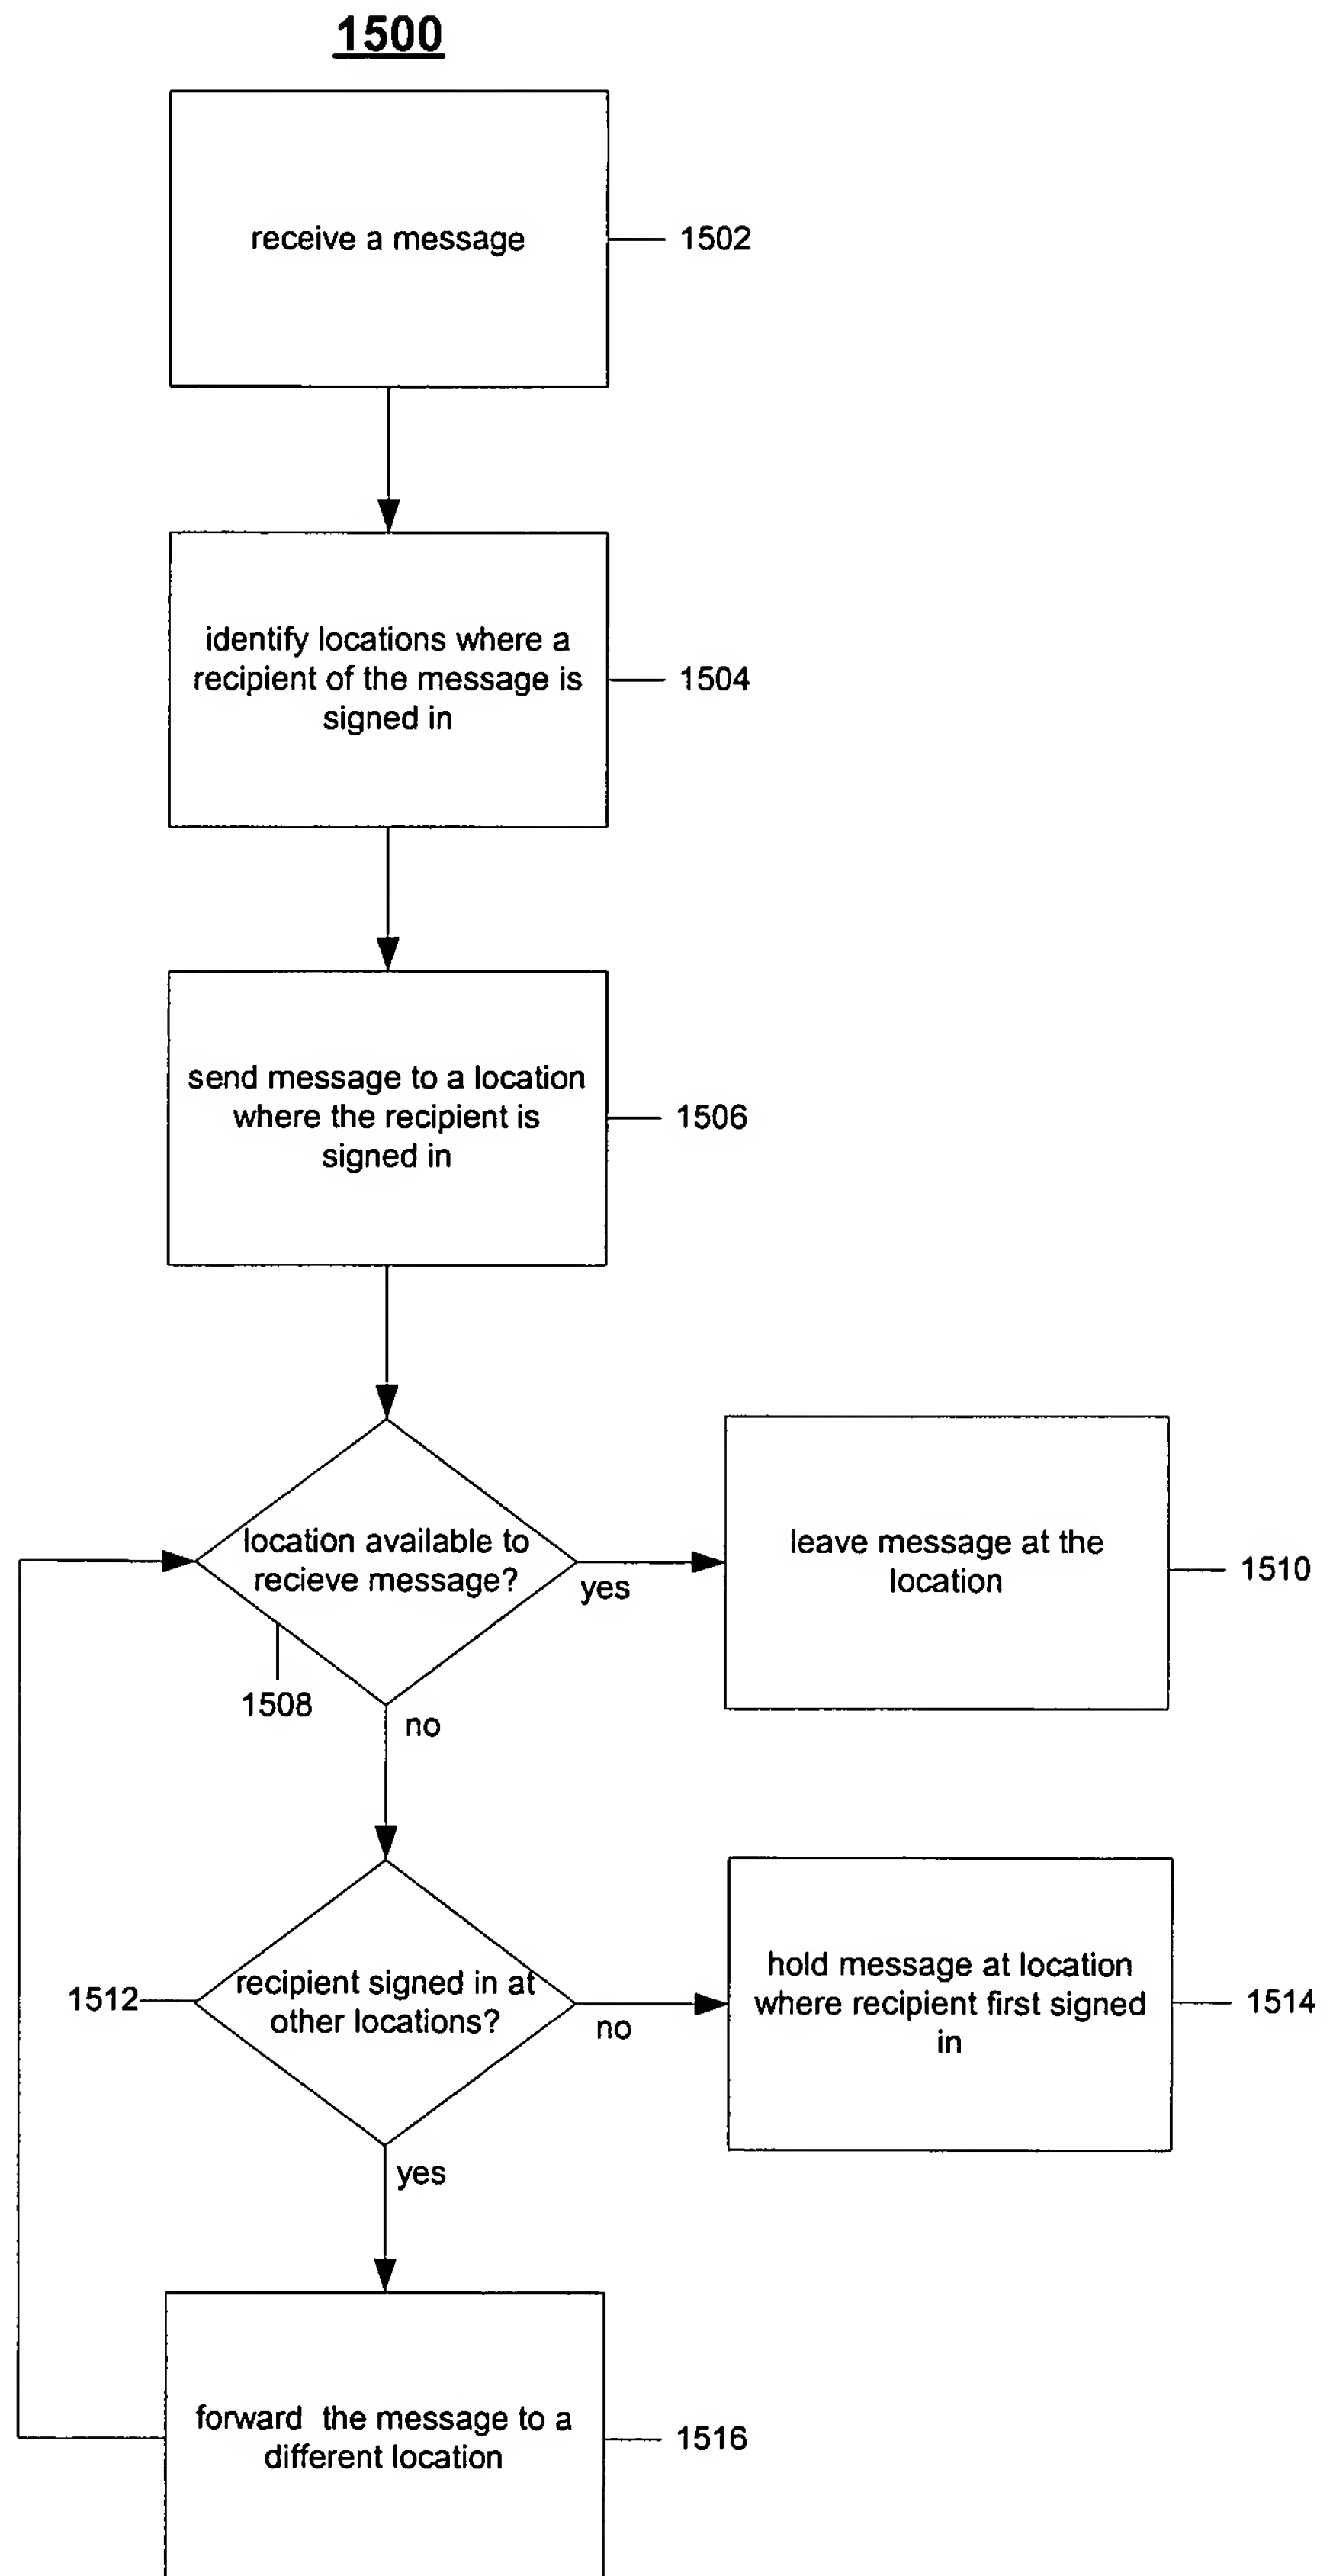 1500
receive a message
1502
identify locations where a
recipient of the message is
signed in
1504
send message to a location
where the recipient is
signed in
1506
location available to
recieve message?
1508
yes
no
leave message at the
location
1510
recipient signed in at
other locations?
1512
no
yes
hold message at location
where recipient first signed
in
1514
forward the message to a
different location
1516